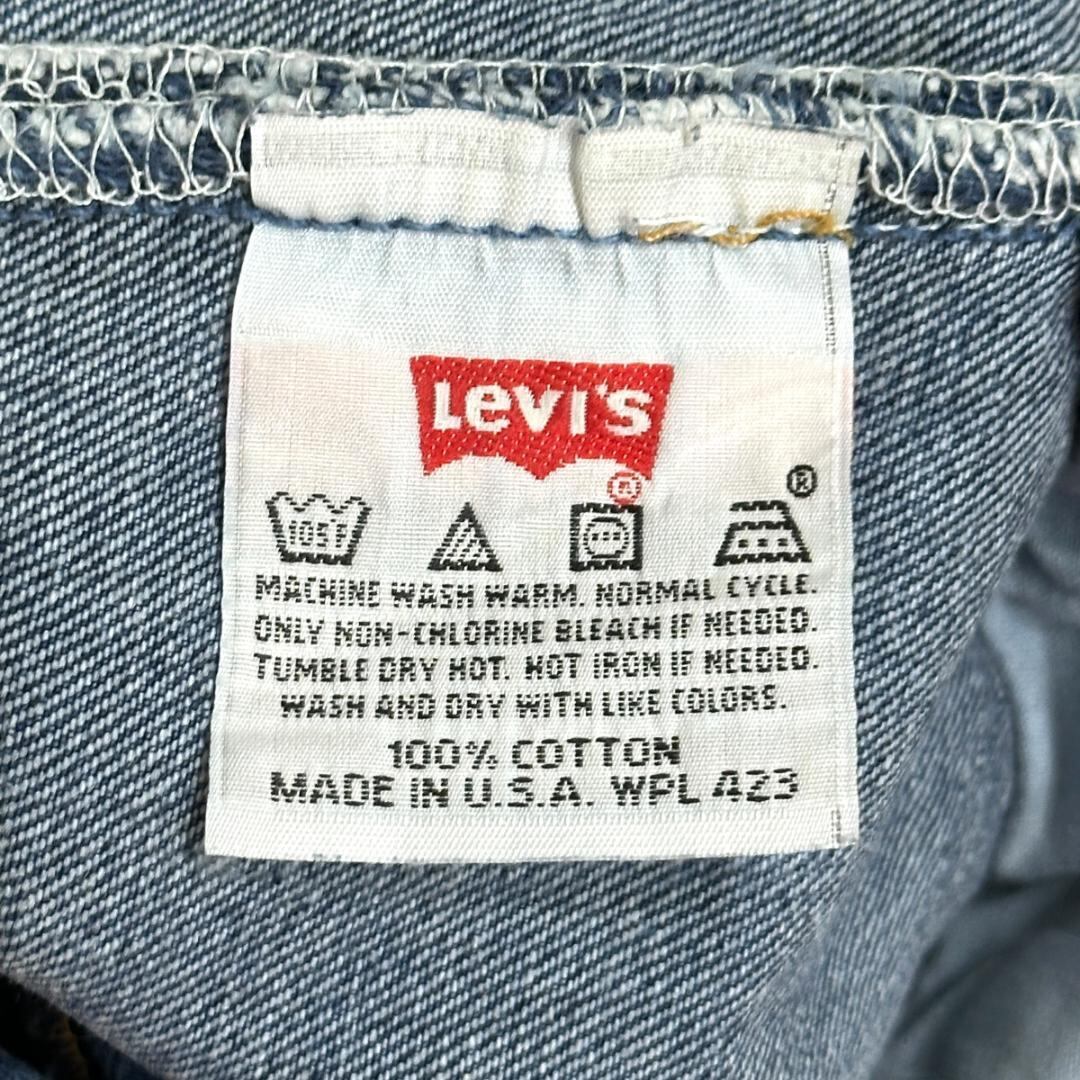 Levi's
®
®
105F
MACHINE WASH WARM. NORMAL CYCLE.
ONLY NON-CHLORINE BLEACH IF NEEDED.
TUMBLE DRY HOT. HOT IRON IF NEEDED.
WASH AND DRY WITH LIKE COLORS.
100% COTTON
MADE IN U.S.A. WPL 423